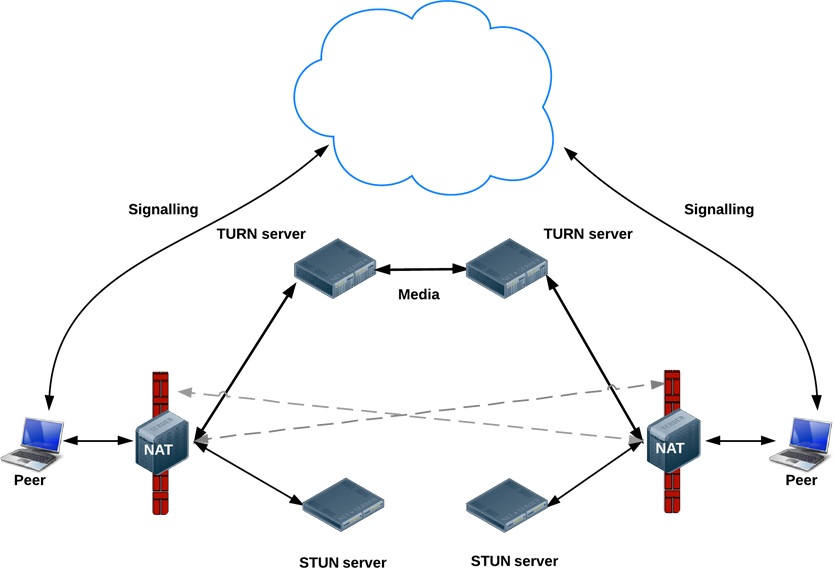 Signalling
Signalling
TURN server
TURN server
Media
NAT
NAT
Peer
Peer
STUN server
STUN server